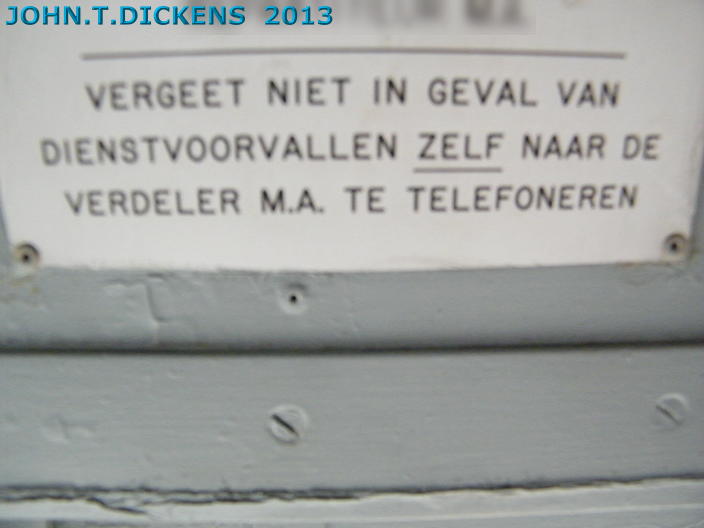 JOHN.T.DICKENS 2013
VERGEET NIET IN GEVAL VAN
DIENSTVOORVALLEN ZELF NAAR DE
VERDELER M.A. TE TELEFONEREN